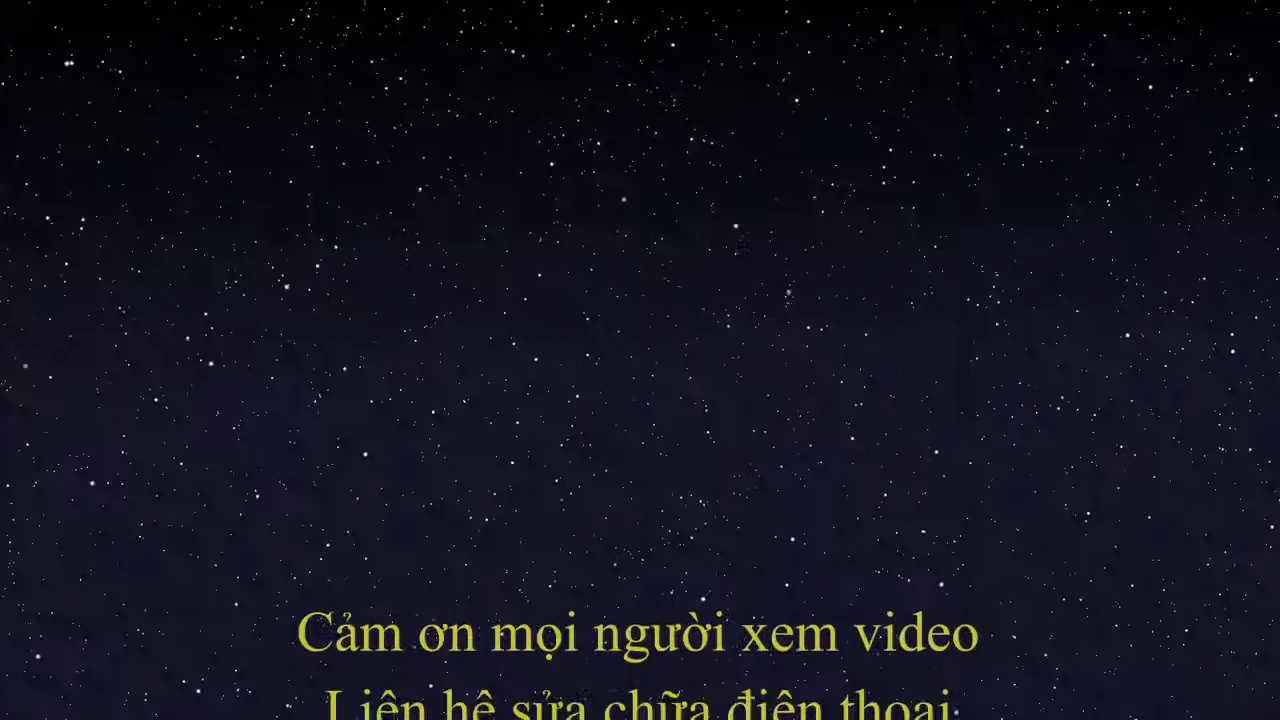 Cảm ơn mọi người xem video
Liên hệ sửa chữa điện thoại